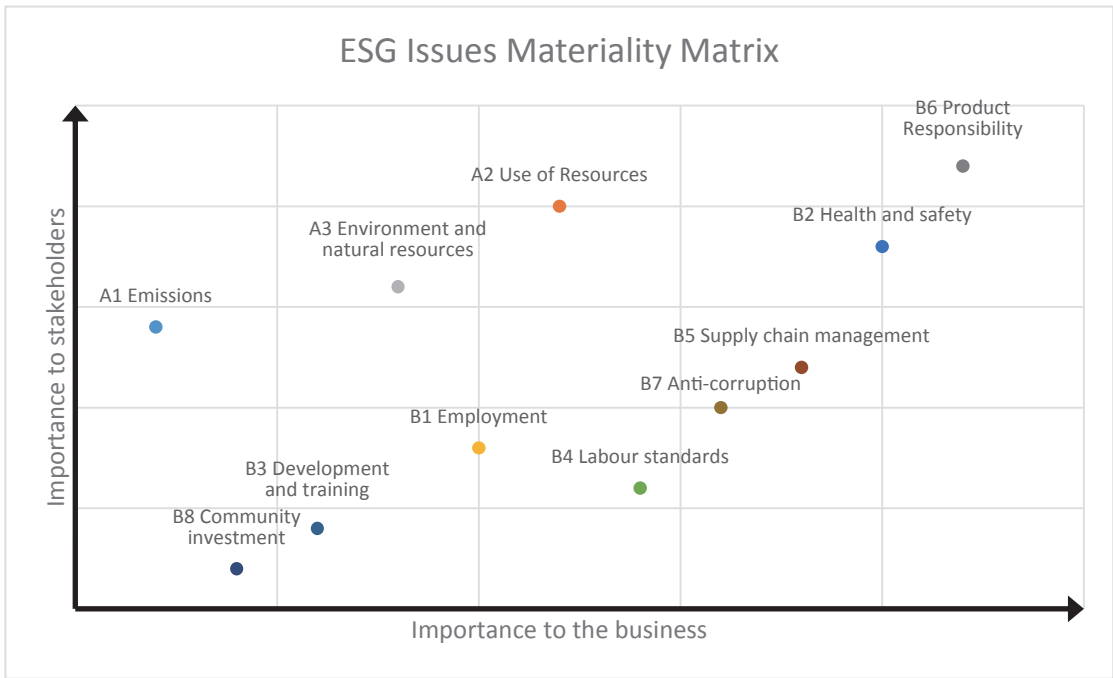 ESG Issues Materiality Matrix
B6 Product
Responsibility
A2 Use of Resources
B2 Health and safety
A3 Environment and
natural resources
A1 Emissions
B5 Supply chain management
B7 Anti-corruption
B1 Employment
B4 Labour standards
B3 Development
and training
B8 Community
investment
Importance to stakeholders
Importance to the business